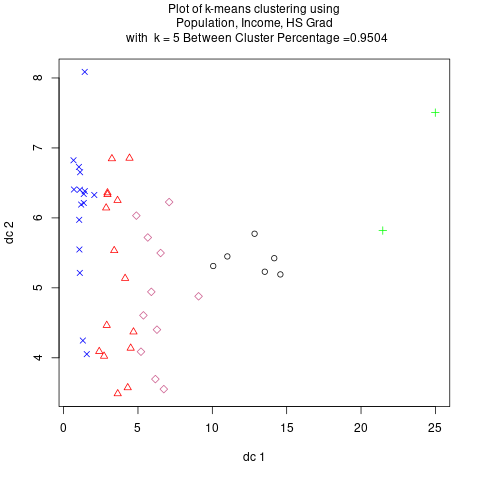 Plot of k-means clustering using
Population, Income, HS Grad
with  k = 5 Between Cluster Percentage =0.9504
8
7
6
5
4
dc 2
0 5 10 15 20 25
dc 1